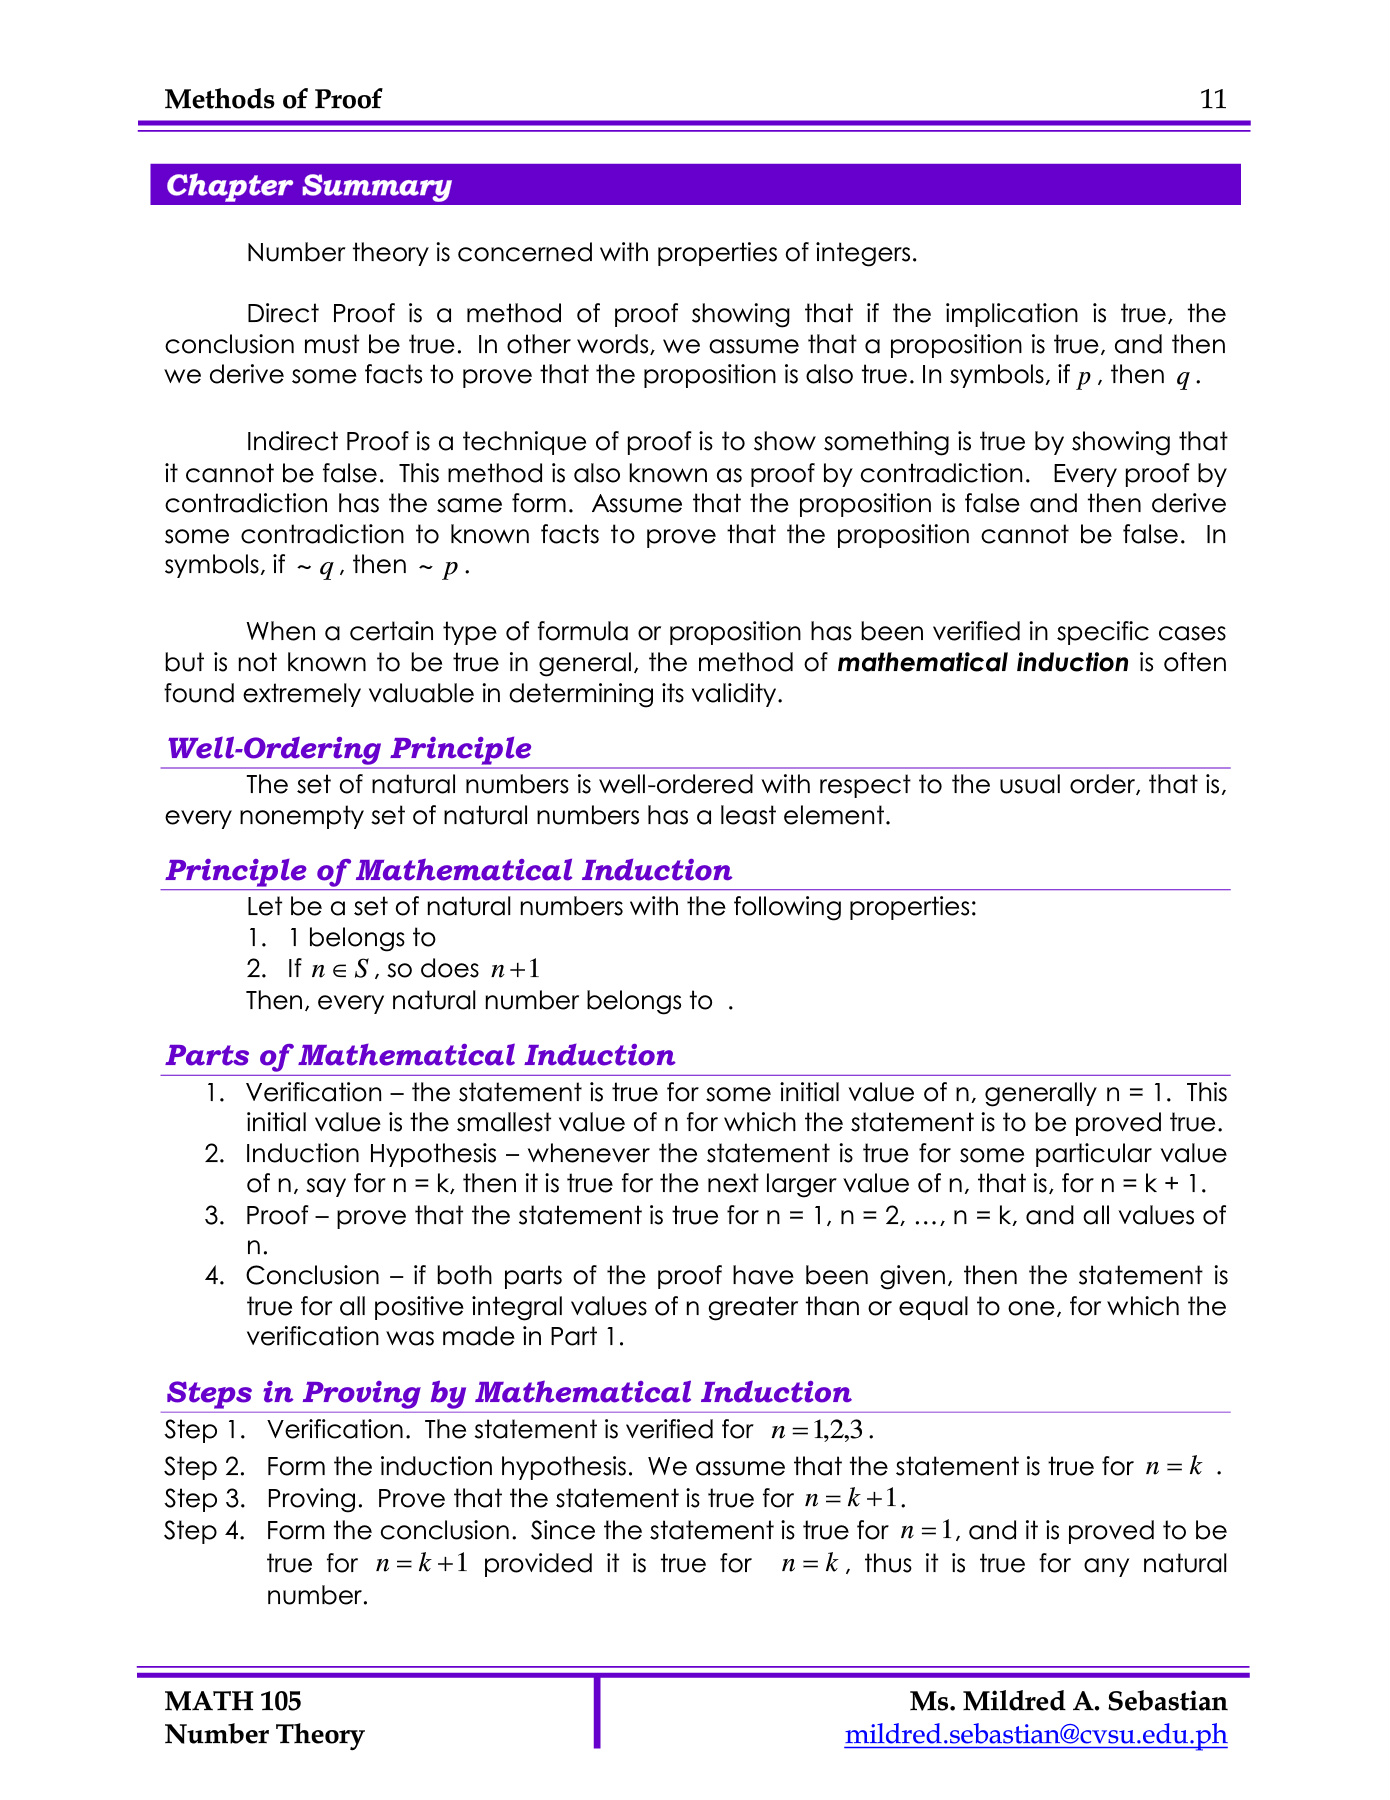 Methods of Proof 11
Chapter Summary
Number theory is concerned with properties of integers.
Direct Proof is a method of proof showing that if the implication is true, the
conclusion must be true. In other words, we assume that a proposition is true, and then
we derive some facts to prove that the proposition is also true. In symbols, if p , then q .
Indirect Proof is a technique of proof is to show something is true by showing that
it cannot be false. This method is also known as proof by contradiction. Every proof by
contradiction has the same form. Assume that the proposition is false and then derive
some contradiction to known facts to prove that the proposition cannot be false. In
symbols, if ~ q , then ~ p .
When a certain type of formula or proposition has been verified in specific cases
but is not known to be true in general, the method of mathematical induction is often
found extremely valuable in determining its validity.
Well-Ordering Principle
The set of natural numbers is well-ordered with respect to the usual order, that is,
every nonempty set of natural numbers has a least element.
Principle of Mathematical Induction
Let be a set of natural numbers with the following properties:
1. 1 belongs to
2. If n ∈ S , so does n + 1
Then, every natural number belongs to .
Parts of Mathematical Induction
1. Verification – the statement is true for some initial value of n, generally n = 1. This
initial value is the smallest value of n for which the statement is to be proved true.
2. Induction Hypothesis – whenever the statement is true for some particular value
of n, say for n = k, then it is true for the next larger value of n, that is, for n = k + 1.
3. Proof – prove that the statement is true for n = 1, n = 2, …, n = k, and all values of
n.
4. Conclusion – if both parts of the proof have been given, then the statement is
true for all positive integral values of n greater than or equal to one, for which the
verification was made in Part 1.
Steps in Proving by Mathematical Induction
Step 1. Verification. The statement is verified for n = 1,2,3 .
Step 2. Form the induction hypothesis. We assume that the statement is true for n = k .
Step 3. Proving. Prove that the statement is true for n = k + 1.
Step 4. Form the conclusion. Since the statement is true for n = 1, and it is proved to be
true for n = k + 1 provided it is true for n = k , thus it is true for any natural
number.
MATH 105 Ms. Mildred A. Sebastian
Number Theory mildred.sebastian@cvsu.edu.ph